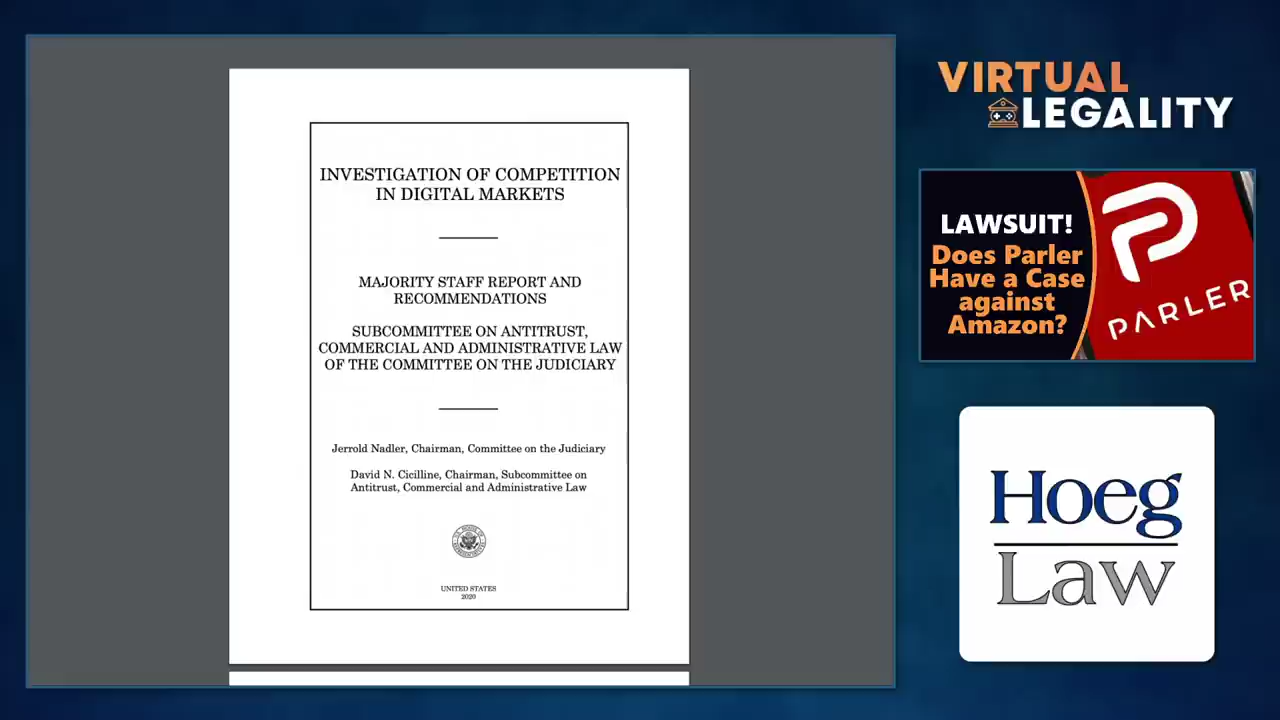 INVESTIGATION OF COMPETITION
IN DIGITAL MARKETS
MAJORITY STAFF REPORT AND
RECOMMENDATIONS
SUBCOMMITTEE ON ANTITRUST,
COMMERCIAL AND ADMINISTRATIVE LAW
OF THE COMMITTEE ON THE JUDICIARY
Jerrold Nadler, Chairman, Committee on the Judiciary
David N. Cicilline, Chairman, Subcommittee on
Antitrust, Commercial and Administrative Law
UNITED STATES
2020
VIRTUAL
LEGALITY
LAWSUIT!
Does Parler
Have a Case
against
Amazon?
PARLER
Hoeg
Law